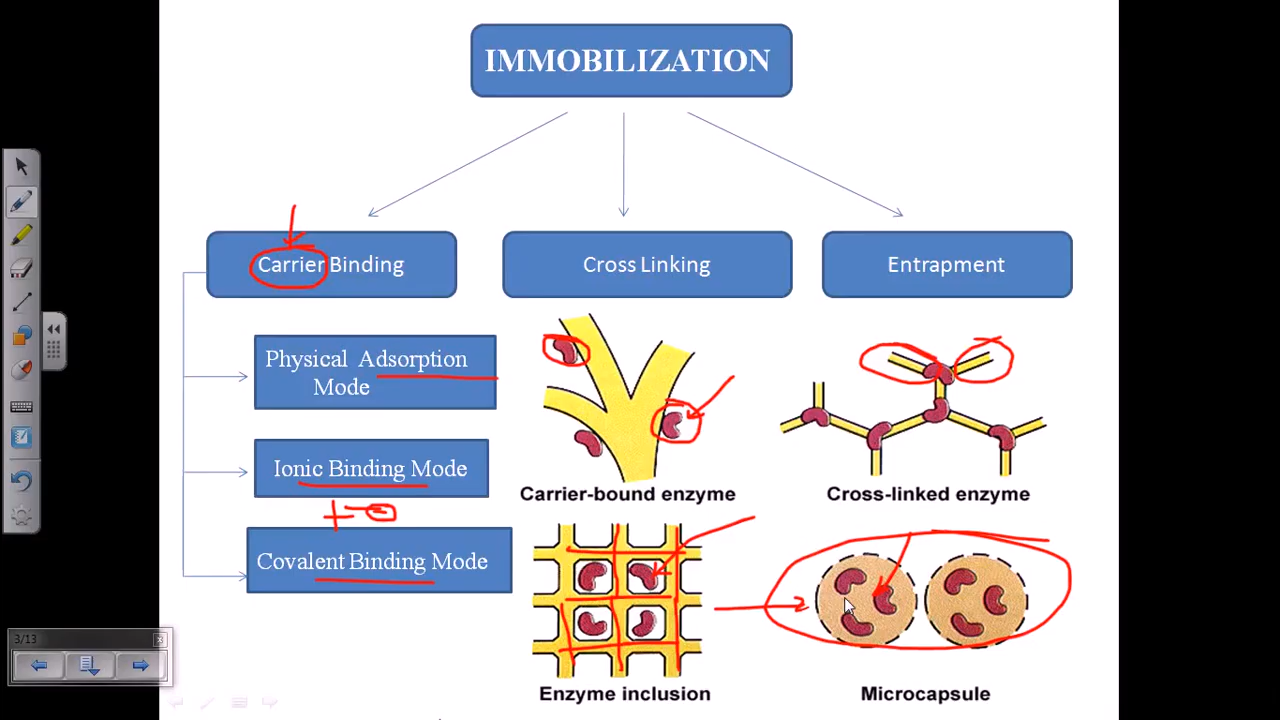 IMMOBILIZATION
Carrier Binding
Cross Linking
Entrapment
Physical Adsorption
Mode
Ionic Binding Mode
+ -
Covalent Binding Mode
Carrier-bound enzyme
Cross-linked enzyme
Enzyme inclusion
Microcapsule
3/13